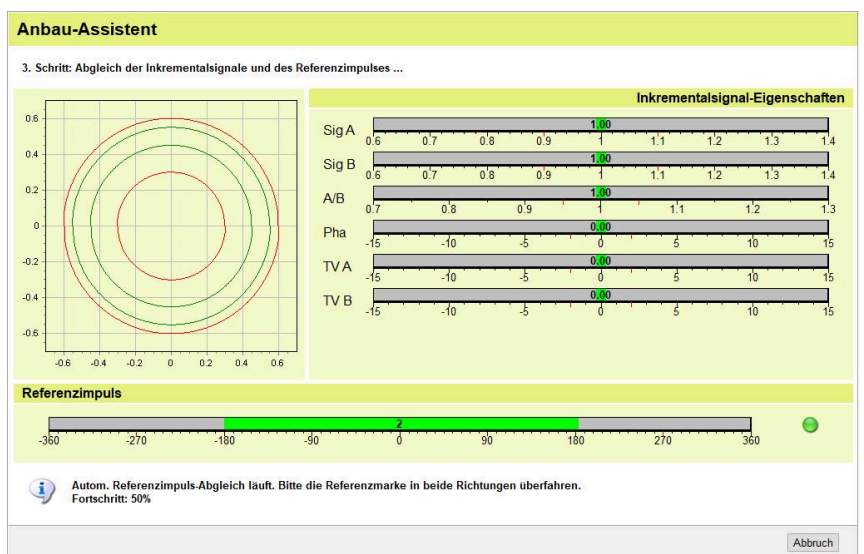 Anbau-Assistent
3. Schritt: Abgleich der Inkrementalsignale und des Referenzimpulses ...
0.6
0.4
0.2
0
-0.2
-0.4
-0.6
-0.6 -0.4 -0.2 0 0.2 0.4 0.6
Inkrementalsignal-Eigenschaften
Sig A 1.00
0.6 0.7 0.8 0.9 1 1.1 1.2 1.3 1.4
Sig B 1.00
0.6 0.7 0.8 0.9 1 1.1 1.2 1.3 1.4
A/B 1.00
0.7 0.8 0.9 1 1.1 1.2 1.3
Pha 0.00
-15 -10 -5 0 5 10 15
TV A 0.00
-15 -10 -5 0 5 10 15
TV B 0.00
-15 -10 -5 0 5 10 15
Referenzimpuls
2
-360 -270 -180 -90 0 90 180 270 360
Autom. Referenzimpuls-Abgleich läuft. Bitte die Referenzmarke in beide Richtungen überfahren.
Fortschritt: 50%
Abbruch